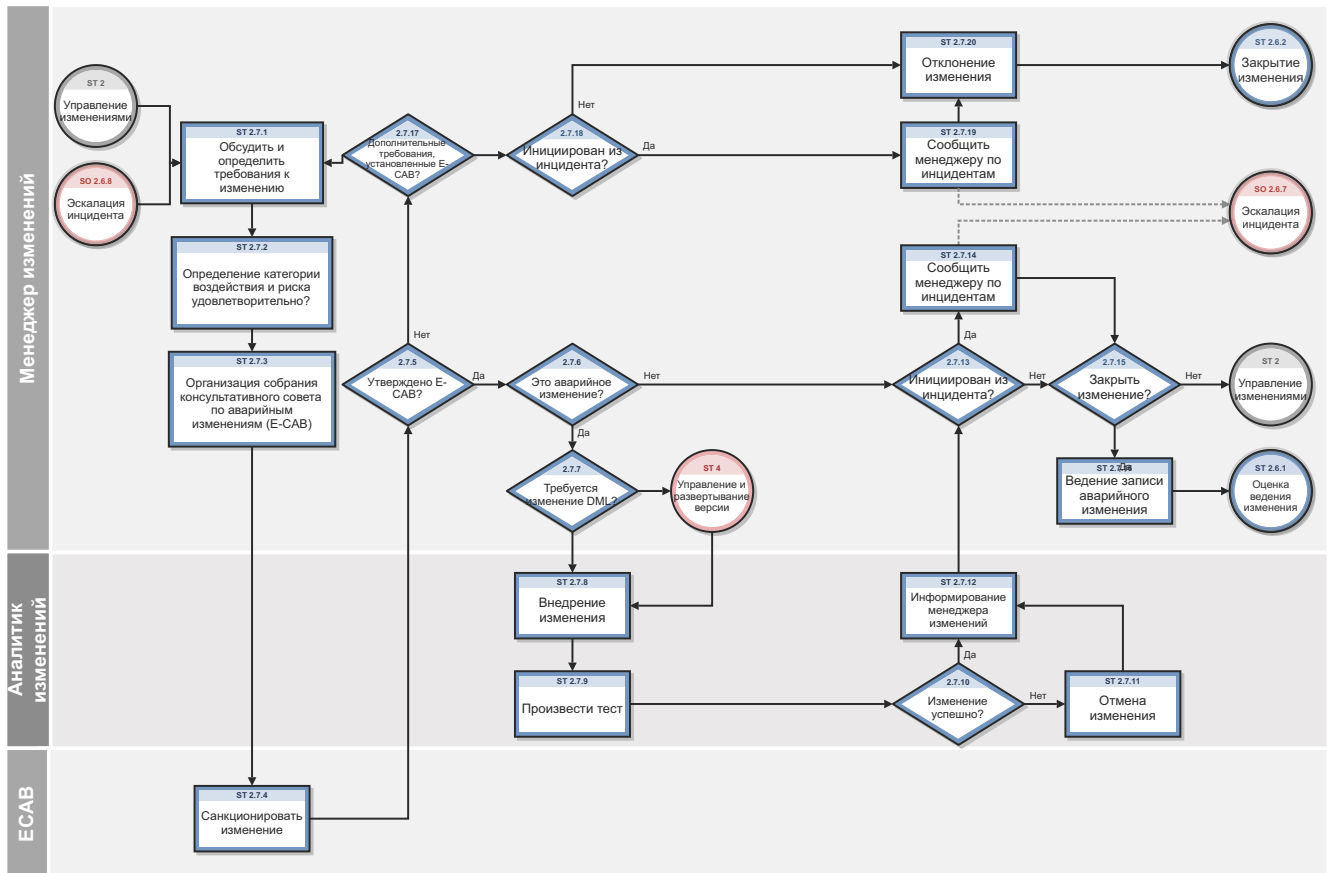 Менеджер изменений
ST 2
Управление
изменениями
SO 2.6.8
Эскалация
инцидента
ST 2.7.1
Обсудить и
определить
требования к
изменению
ST 2.7.2
Определение категории
воздействия и риска
удовлетворительно?
ST 2.7.3
Организация собрания
консультативного совета
по аварийным
изменениям (E-CAB)
2.7.17
Дополнительные
требования,
установленные E-
CAB?
2.7.18
Инициирован из
инцидента?
Нет
Да
ST 2.7.20
Отклонение
изменения
ST 2.7.19
Сообщить
менеджеру по
инцидентам
ST 2.6.2
Закрытие
изменения
SO 2.6.7
Эскалация
инцидента
ST 2.7.14
Сообщить
менеджеру по
инцидентам
Нет
2.7.5
Утверждено E-
CAB?
Да
2.7.6
Это аварийное
изменение?
Нет
Да
2.7.7
Требуется
изменение DML?
ST 4
Управление и
развертывание
версии
Да
2.7.13
Инициирован из
инцидента?
Нет
2.7.15
Закрыть
изменение?
Нет
ST 2
Управление
изменениями
Да
ST 2.7.16
Ведение записи
аварийного
изменения
ST 2.6.1
Оценка
ведения
изменения
Аналитик
изменений
ST 2.7.8
Внедрение
изменения
ST 2.7.9
Произвести тест
ST 2.7.12
Информирование
менеджера
изменений
Да
2.7.10
Изменение
успешно?
Нет
ST 2.7.11
Отмена
изменения
ECAB
ST 2.7.4
Санкционировать
изменение